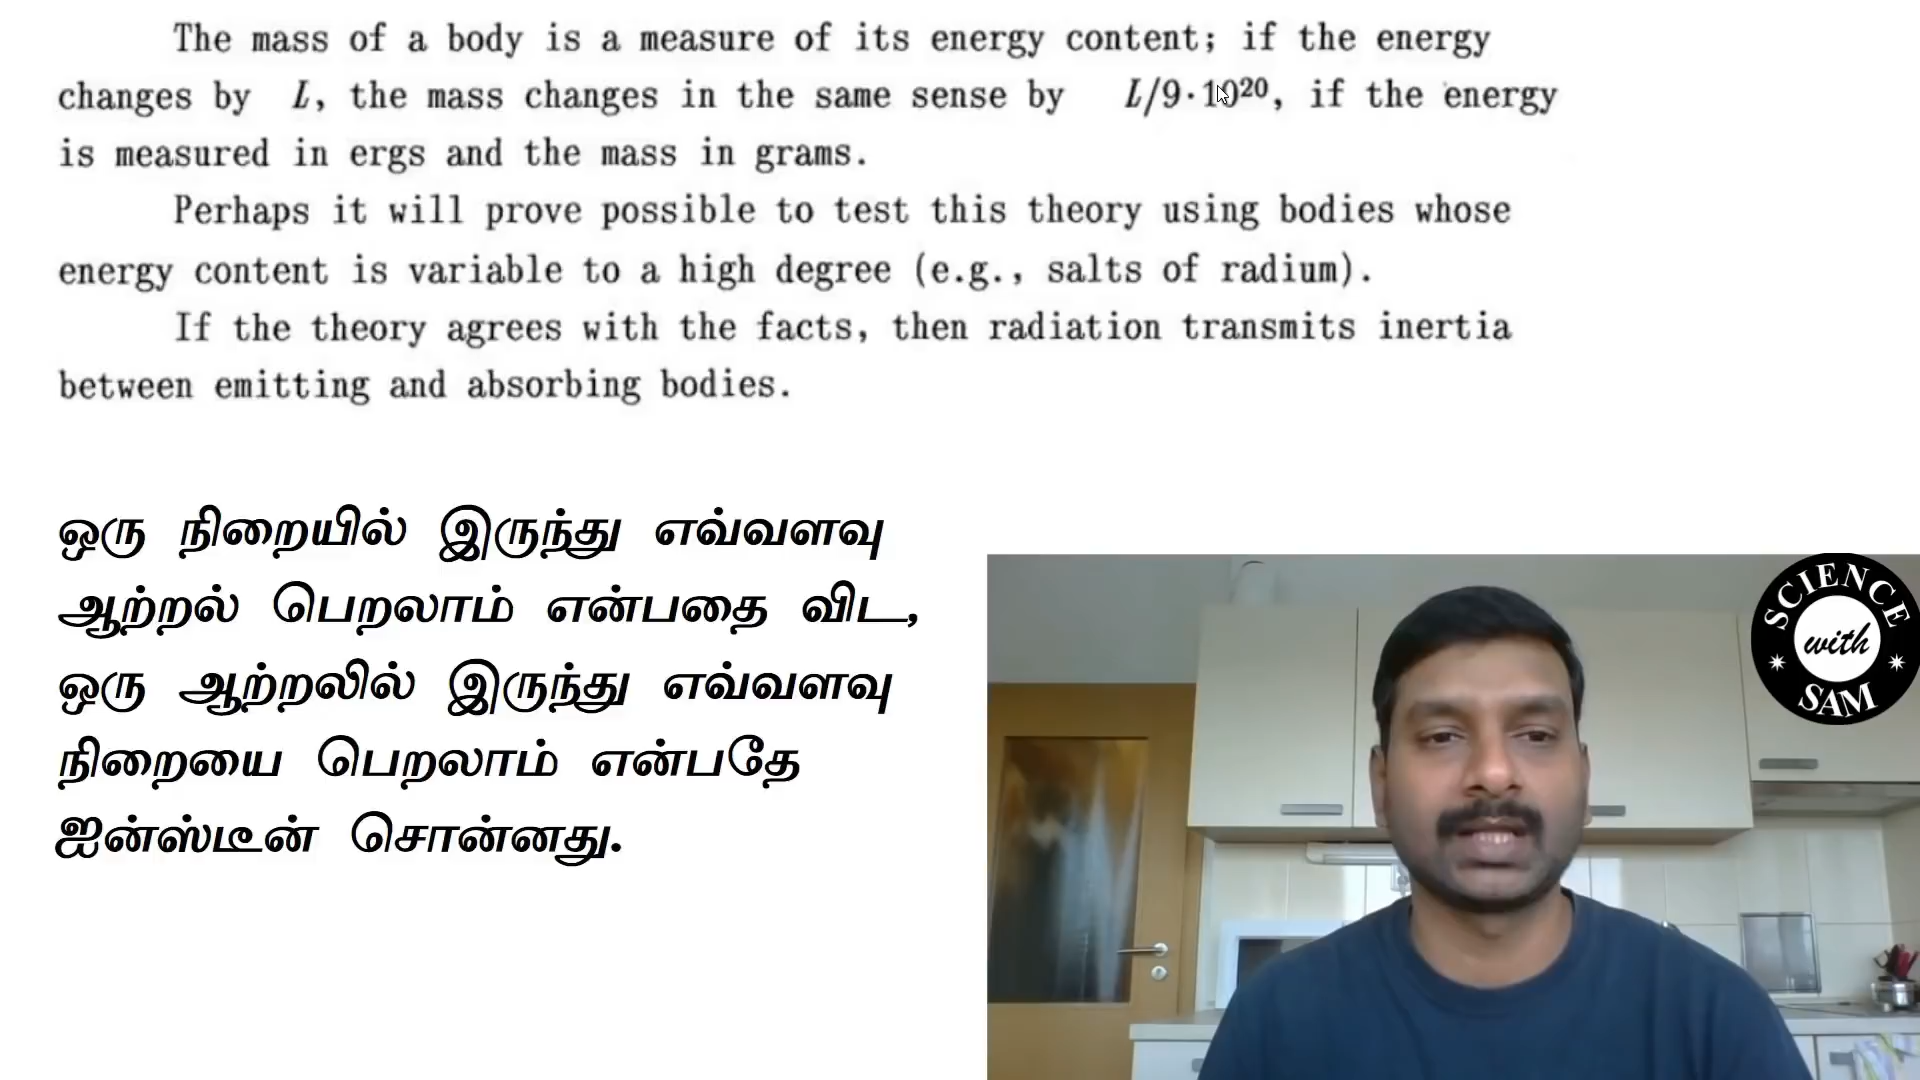 The mass of a body is a measure of its energy content; if the energy
changes by L, the mass changes in the same sense by L/9·10²⁰, if the energy
is measured in ergs and the mass in grams.
Perhaps it will prove possible to test this theory using bodies whose
energy content is variable to a high degree (e.g., salts of radium).
If the theory agrees with the facts, then radiation transmits inertia
between emitting and absorbing bodies.
ஒரு நிறையில் இருந்து எவ்வளவு
ஆற்றல் பெறலாம் என்பதை விட,
ஒரு ஆற்றலில் இருந்து எவ்வளவு
நிறையை பெறலாம் என்பதே
ஐன்ஸ்டீன் சொன்னது.
SCIENCE
with
SAM